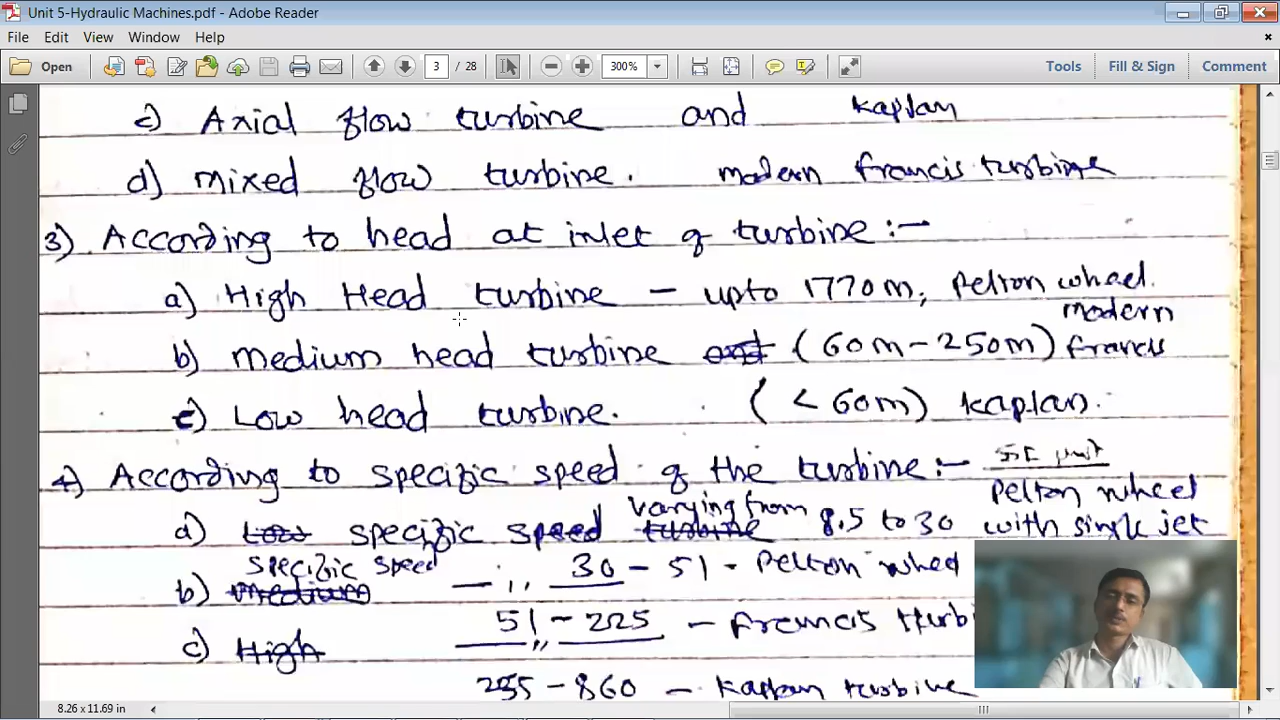 Unit 5-Hydraulic Machines.pdf - Adobe Reader
File Edit View Window Help
Open 3 / 28 300% Tools Fill & Sign Comment
c) Axial flow turbine and Kaplan
d) Mixed flow turbine. modern Francis turbine
3) According to head at inlet of turbine :-
a) High Head turbine - upto 1770m, Pelton wheel.
modern
b) Medium head turbine (60m-250m) francis
c) Low head turbine. (< 60m) Kaplan.
4) According to specific speed of the turbine :- SI unit
Pelton wheel
varying from
a) specific speed turbine 8.5 to 30 with single jet
specific speed
b) medium — ,, 30 - 51 - Pelton wheel
c) High — ,, 51 - 225 - francis turbi
- 860 - Kaplan turbine
8.26 x 11.69 in